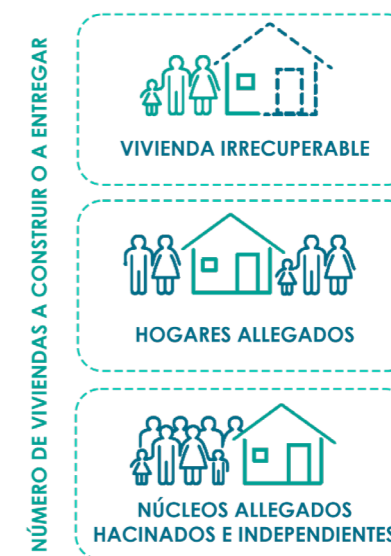 NÚMERO DE VIVIENDAS A CONSTRUIR O A ENTREGAR
VIVIENDA IRRECUPERABLE
HOGARES ALLEGADOS
NÚCLEOS ALLEGADOS
HACINADOS E INDEPENDIENTES